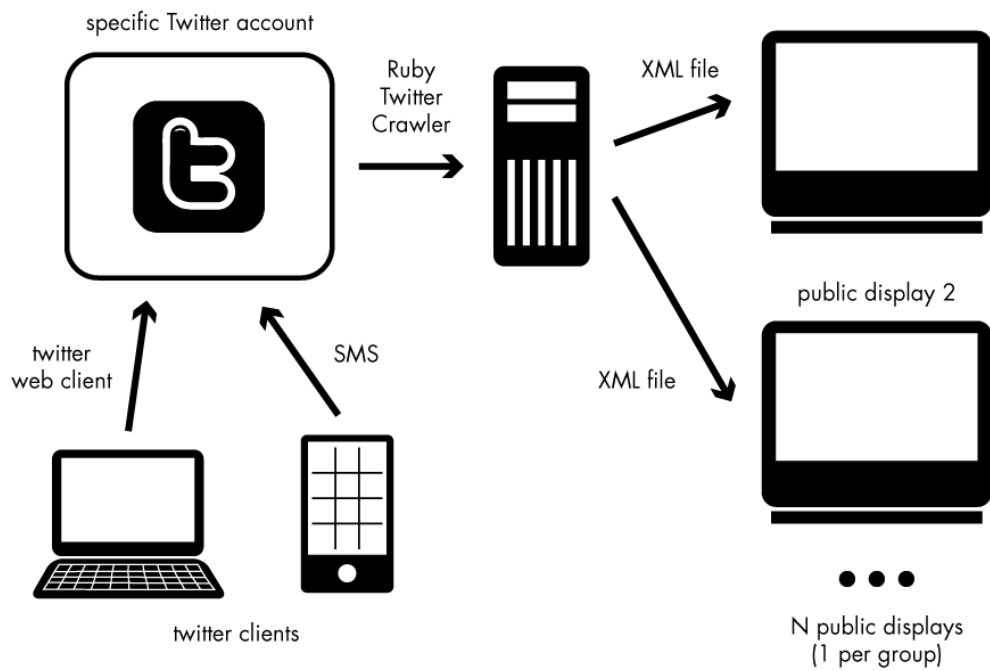 specific Twitter account
Ruby
Twitter
Crawler
XML file
public display 2
twitter
web client
SMS
XML file
twitter clients
N public displays
(1 per group)